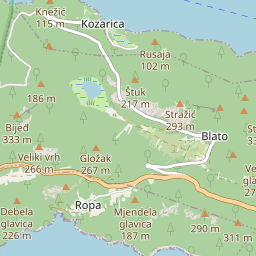 Knežić
115 m
Kozarica
Rusaja
102 m
186 m
Štuk
217 m
Stražić
293 m
Bijed
333 m
Blato
Veliki vrh
266 m
Gložak
267 m
Ropa
Debela
glavica
226 m
Mjendela
glavica
187 m
290 m
311 m